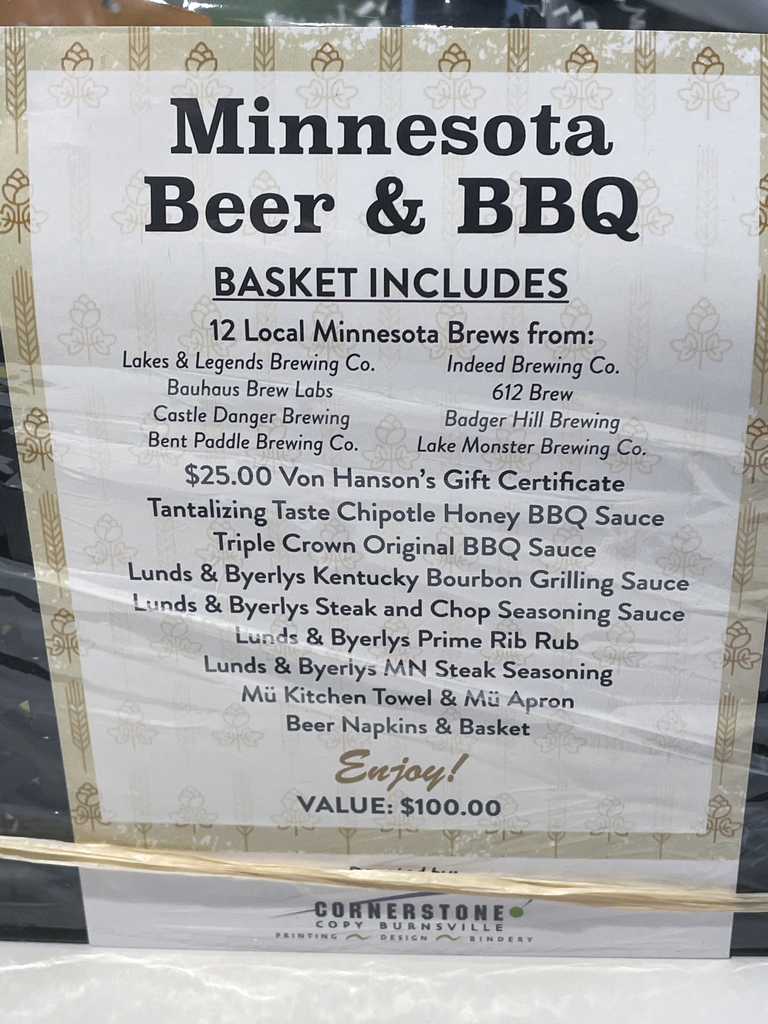 Minnesota
Beer & BBQ
BASKET INCLUDES
12 Local Minnesota Brews from:
Lakes & Legends Brewing Co. Indeed Brewing Co.
Bauhaus Brew Labs 612 Brew
Castle Danger Brewing Badger Hill Brewing
Bent Paddle Brewing Co. Lake Monster Brewing Co.
$25.00 Von Hanson's Gift Certificate
Tantalizing Taste Chipotle Honey BBQ Sauce
Triple Crown Original BBQ Sauce
Lunds & Byerlys Kentucky Bourbon Grilling Sauce
Lunds & Byerlys Steak and Chop Seasoning Sauce
Lunds & Byerlys Prime Rib Rub
Lunds & Byerlys MN Steak Seasoning
Mü Kitchen Towel & Mü Apron
Beer Napkins & Basket
Enjoy!
VALUE: $100.00
CORNERSTONE
COPY BURNSVILLE
PRINTING ~ DESIGN ~ BINDERY